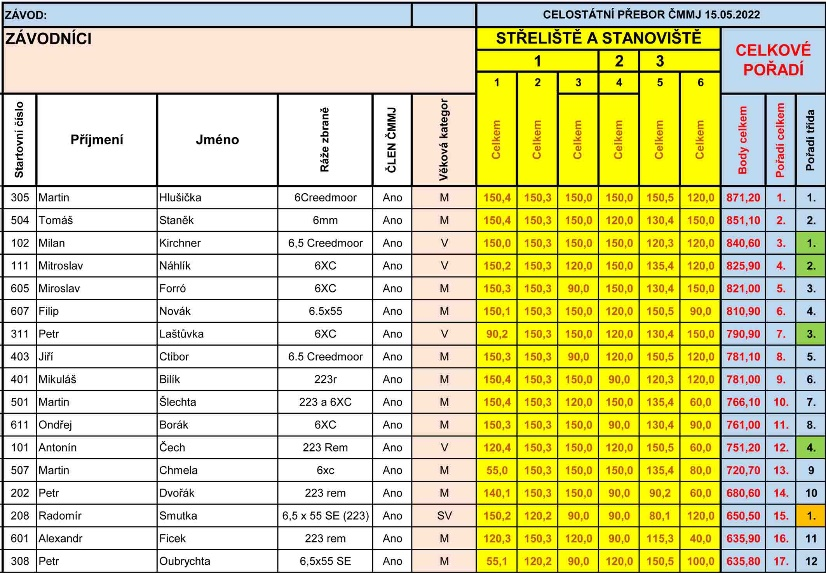 ZÁVOD: CELOSTÁTNÍ PŘEBOR ČMMJ 15.05.2022
ZÁVODNÍCI STŘELIŠTĚ A STANOVIŠTĚ CELKOVÉ POŘADÍ
1 2 3
1 2 3 4 5 6
Startovní číslo Příjmení Jméno Ráže zbraně ČLEN ČMMJ Věková kategor Celkem Celkem Celkem Celkem Celkem Celkem Body celkem Pořadí celkem Pořadí třída
305 Martin Hlušička 6Creedmoor Ano M 150,4 150,3 150,0 150,0 150,5 120,0 871,20 1. 1.
504 Tomáš Staněk 6mm Ano M 150,4 150,3 150,0 120,0 130,4 150,0 851,10 2. 2.
102 Milan Kirchner 6,5 Creedmoor Ano V 150,0 150,3 150,0 150,0 120,3 120,0 840,60 3. 1.
111 Mitroslav Náhlík 6XC Ano V 150,2 150,3 120,0 150,0 135,4 120,0 825,90 4. 2.
605 Miroslav Forró 6XC Ano M 150,3 150,3 90,0 150,0 130,4 150,0 821,00 5. 3.
607 Filip Novák 6.5x55 Ano M 150,1 150,3 150,0 120,0 150,5 90,0 810,90 6. 4.
311 Petr Laštůvka 6XC Ano V 90,2 150,3 150,0 120,0 130,4 150,0 790,90 7. 3.
403 Jiří Ctibor 6.5 Creedmoor Ano M 150,3 150,3 90,0 120,0 150,5 120,0 781,10 8. 5.
401 Mikuláš Bilík 223r Ano M 150,4 150,3 150,0 90,0 120,3 120,0 781,00 9. 6.
501 Martin Šlechta 223 a 6XC Ano M 150,4 150,3 120,0 150,0 135,4 60,0 766,10 10. 7.
611 Ondřej Borák 6XC Ano M 150,3 150,3 150,0 90,0 130,4 90,0 761,00 11. 8.
101 Antonín Čech 223 Rem Ano V 120,4 150,3 150,0 120,0 150,5 60,0 751,20 12. 4.
507 Martin Chmela 6xc Ano M 55,0 150,3 150,0 150,0 135,4 80,0 720,70 13. 9
202 Petr Dvořák 223 rem Ano M 140,1 150,3 150,0 90,0 90,2 60,0 680,60 14. 10
208 Radomír Smutka 6,5 x 55 SE (223) Ano SV 150,2 120,2 90,0 90,0 80,1 120,0 650,50 15. 1.
601 Alexandr Ficek 223 rem Ano M 120,3 150,3 120,0 90,0 115,3 40,0 635,90 16. 11
308 Petr Oubrychta 6,5x55 SE Ano M 55,1 120,2 90,0 120,0 150,5 100,0 635,80 17. 12